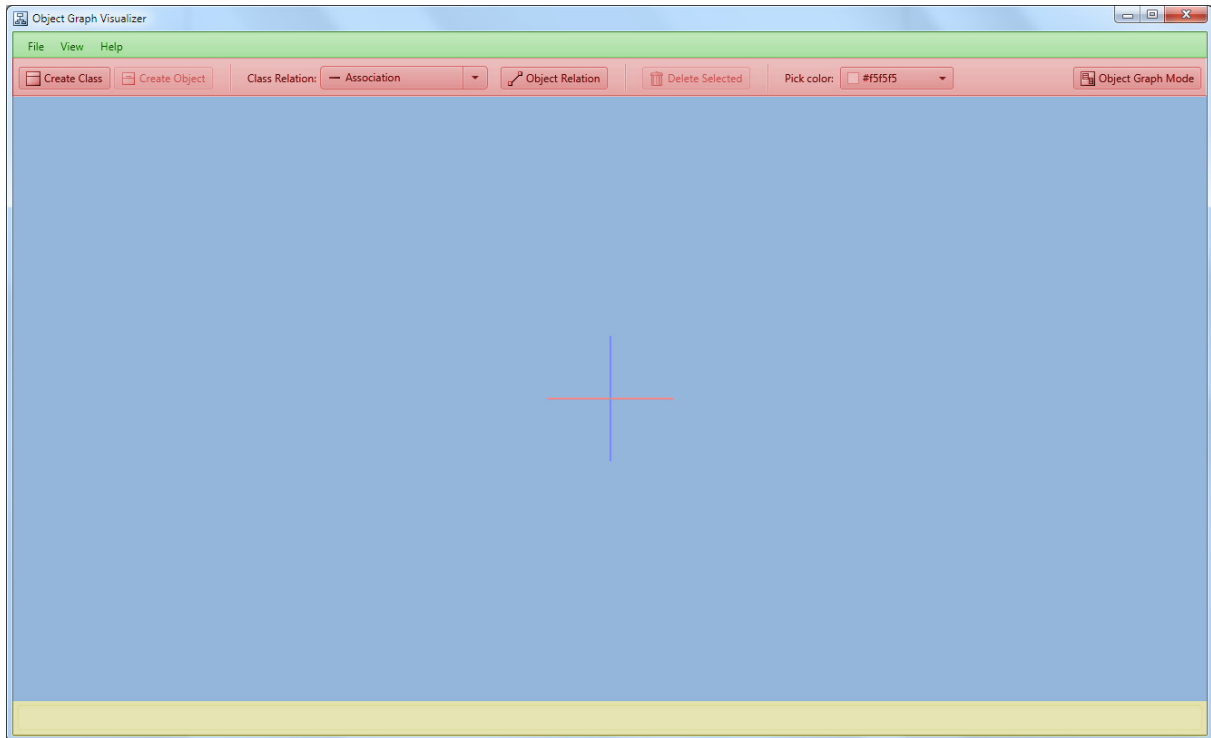 Object Graph Visualizer
File View Help
Create Class Create Object Class Relation: Association Object Relation Delete Selected Pick color: #f5f5f5 Object Graph Mode